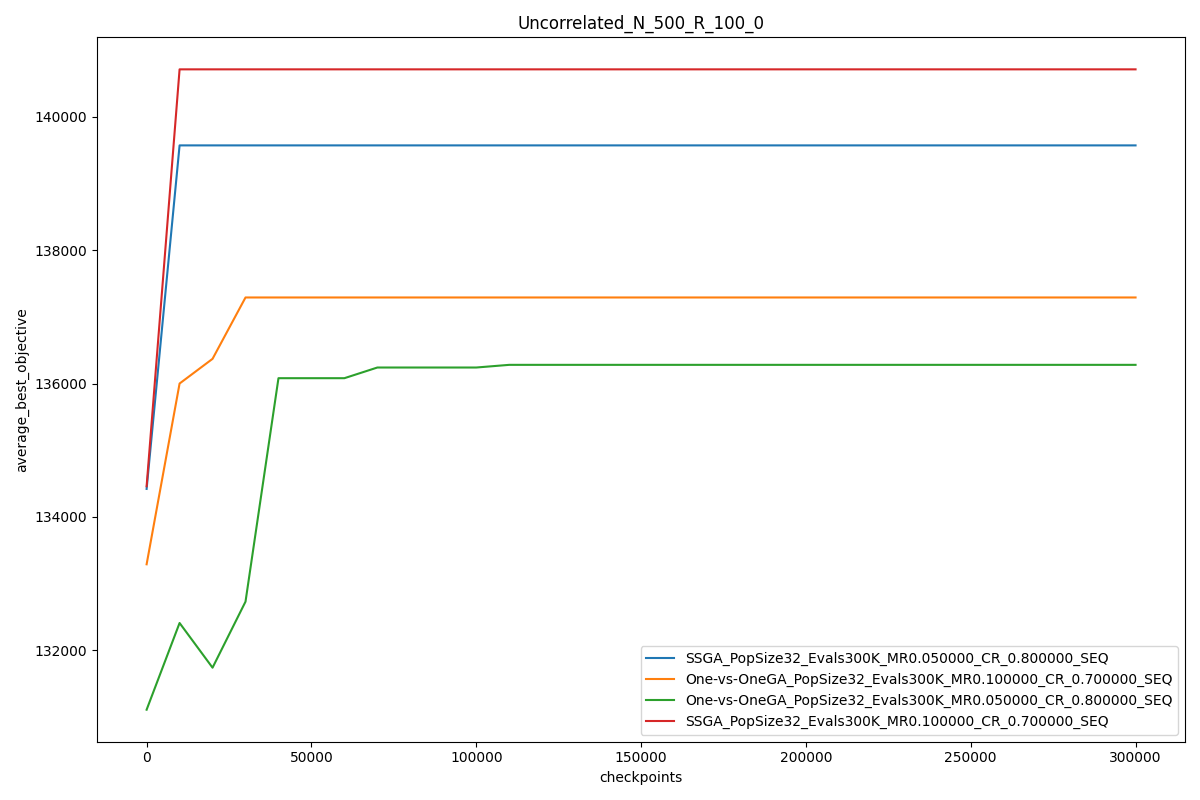 Uncorrelated_N_500_R_100_0
average_best_objective
140000
138000
136000
134000
132000
SSGA_PopSize32_Evals300K_MR0.050000_CR_0.800000_SEQ
One-vs-OneGA_PopSize32_Evals300K_MR0.100000_CR_0.700000_SEQ
One-vs-OneGA_PopSize32_Evals300K_MR0.050000_CR_0.800000_SEQ
SSGA_PopSize32_Evals300K_MR0.100000_CR_0.700000_SEQ
0 50000 100000 150000 200000 250000 300000
checkpoints